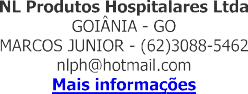 NL Produtos Hospitalares Ltda
GOIÂNIA - GO
MARCOS JUNIOR - (62)3088-5462
nlph@hotmail.com
Mais informações